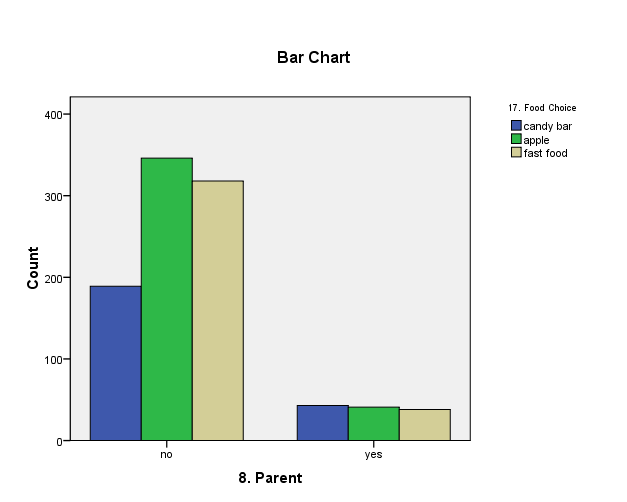 Bar Chart
17. Food Choice
candy bar
apple
fast food
Count
400
300
200
100
0
no
yes
8. Parent